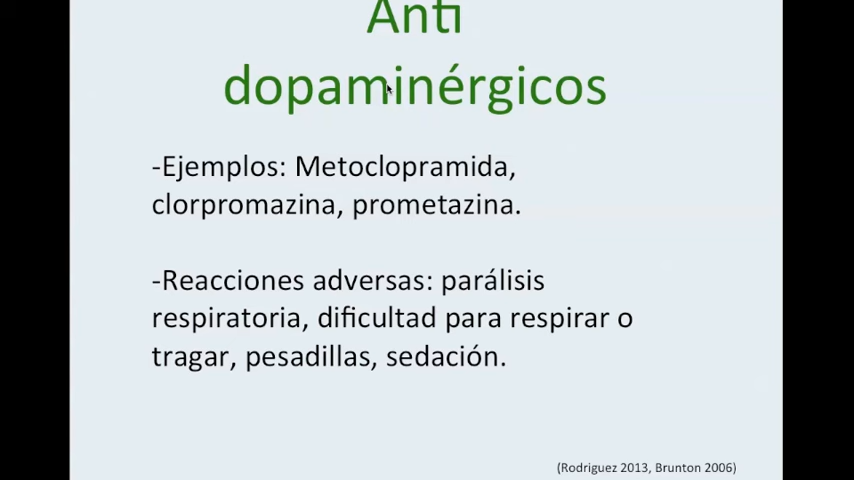 Anti
dopaminérgicos
-Ejemplos: Metoclopramida,
clorpromazina, prometazina.
-Reacciones adversas: parálisis
respiratoria, dificultad para respirar o
tragar, pesadillas, sedación.
(Rodriguez 2013, Brunton 2006)